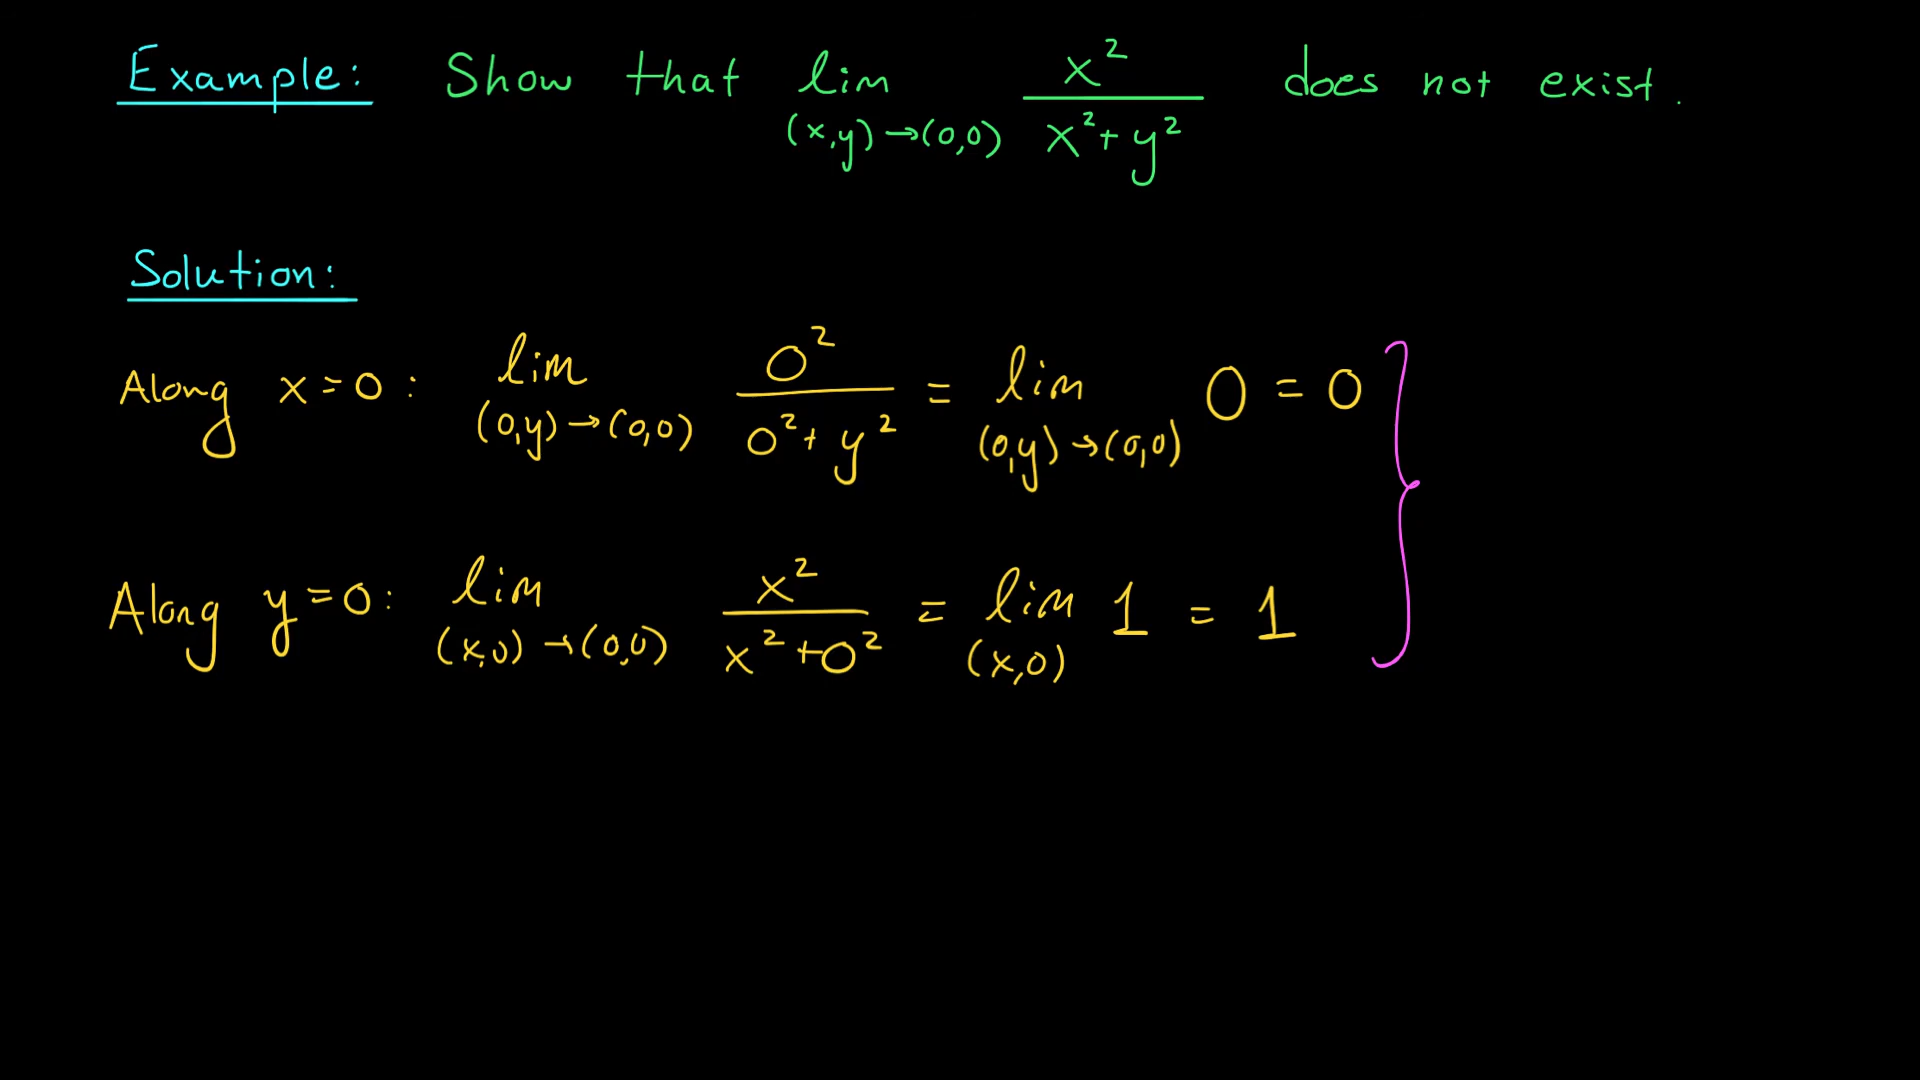 Example: Show that lim (x,y)→(0,0) x²/(x²+y²) does not exist.
Solution:
Along x=0: lim (0,y)→(0,0) 0²/(0²+y²) = lim (0,y)→(0,0) 0 = 0
Along y=0: lim (x,0)→(0,0) x²/(x²+0²) = lim (x,0) 1 = 1